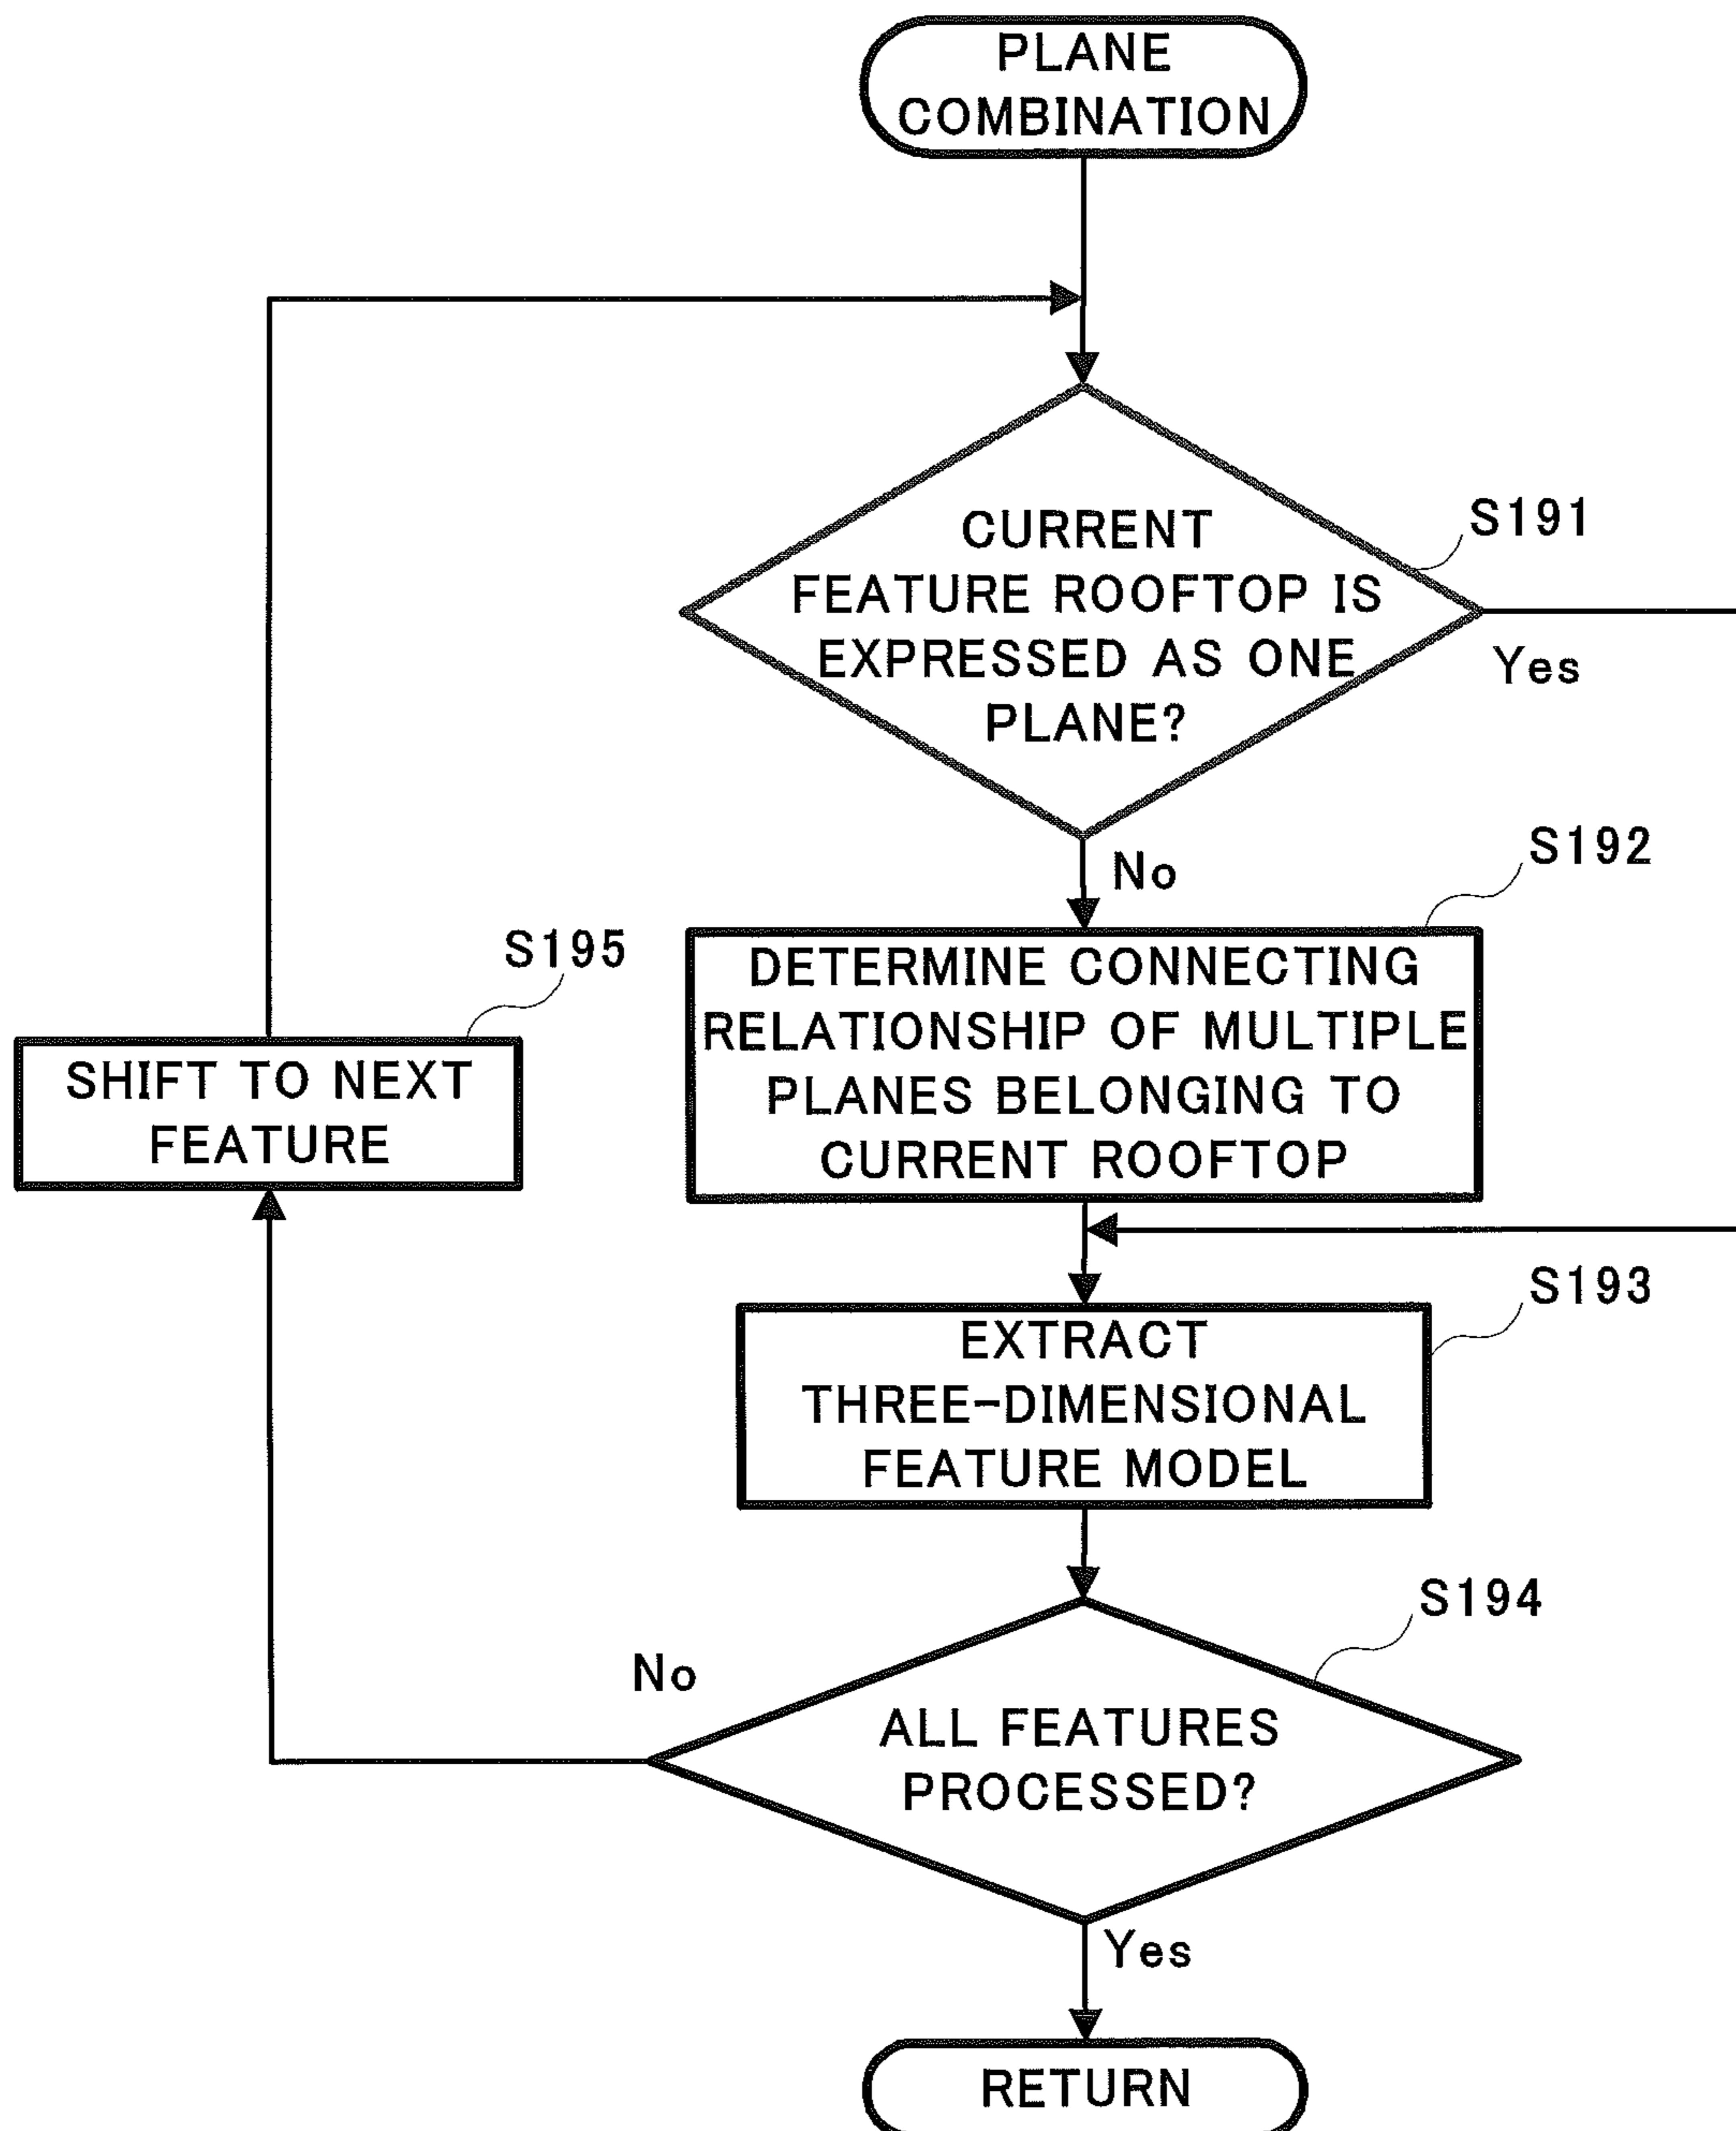 PLANE
COMBINATION
CURRENT
FEATURE ROOFTOP IS
EXPRESSED AS ONE
PLANE?
S191
Yes
No
S192
DETERMINE CONNECTING
RELATIONSHIP OF MULTIPLE
PLANES BELONGING TO
CURRENT ROOFTOP
S195
SHIFT TO NEXT
FEATURE
S193
EXTRACT
THREE-DIMENSIONAL
FEATURE MODEL
S194
No
ALL FEATURES
PROCESSED?
Yes
RETURN